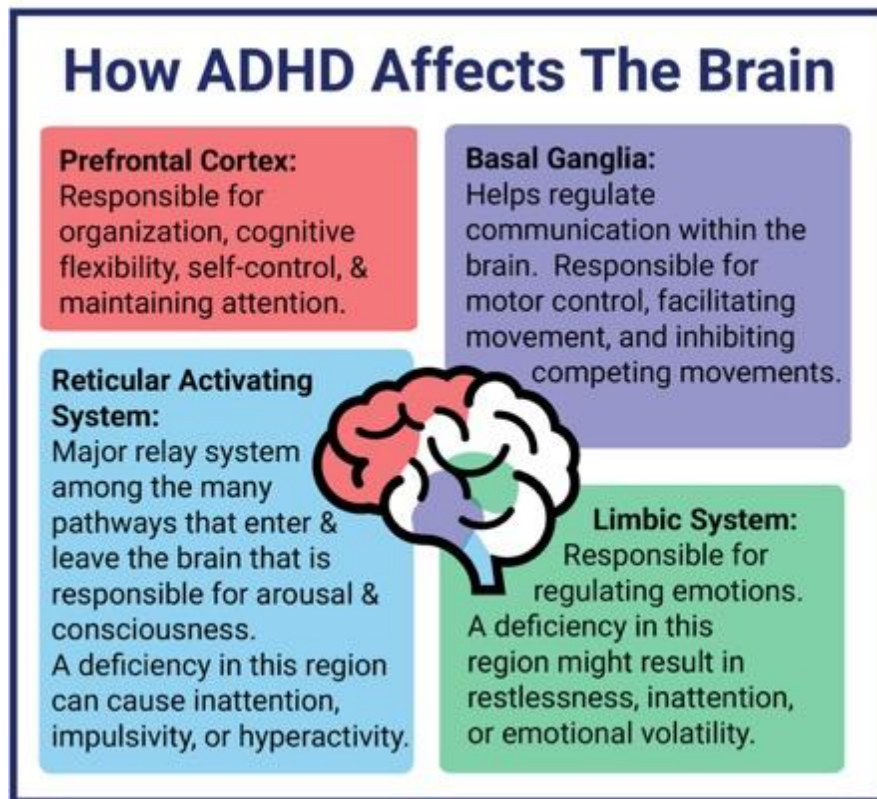 How ADHD Affects The Brain
Prefrontal Cortex:
Responsible for
organization, cognitive
flexibility, self-control, &
maintaining attention.
Basal Ganglia:
Helps regulate
communication within the
brain. Responsible for
motor control, facilitating
movement, and inhibiting
competing movements.
Reticular Activating
System:
Major relay system
among the many
pathways that enter &
leave the brain that is
responsible for arousal &
consciousness.
A deficiency in this region
can cause inattention,
impulsivity, or hyperactivity.
Limbic System:
Responsible for
regulating emotions.
A deficiency in this
region might result in
restlessness, inattention,
or emotional volatility.